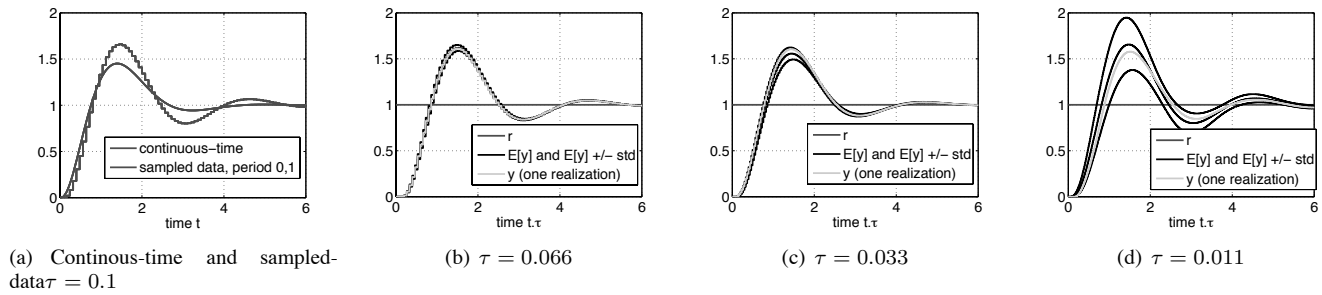 2
1.5
1
0.5
0
0 2 4 6
time t
continuous−time
sampled data, period 0,1
(a) Continous-time and sampled-
dataτ = 0.1
2
1.5
1
0.5
0
0 2 4 6
time t.τ
r
E[y] and E[y] +/− std
y (one realization)
(b) τ = 0.066
2
1.5
1
0.5
0
0 2 4 6
time t.τ
r
E[y] and E[y] +/− std
y (one realization)
(c) τ = 0.033
2
1.5
1
0.5
0
0 2 4 6
time t.τ
r
E[y] and E[y] +/− std
y (one realization)
(d) τ = 0.011